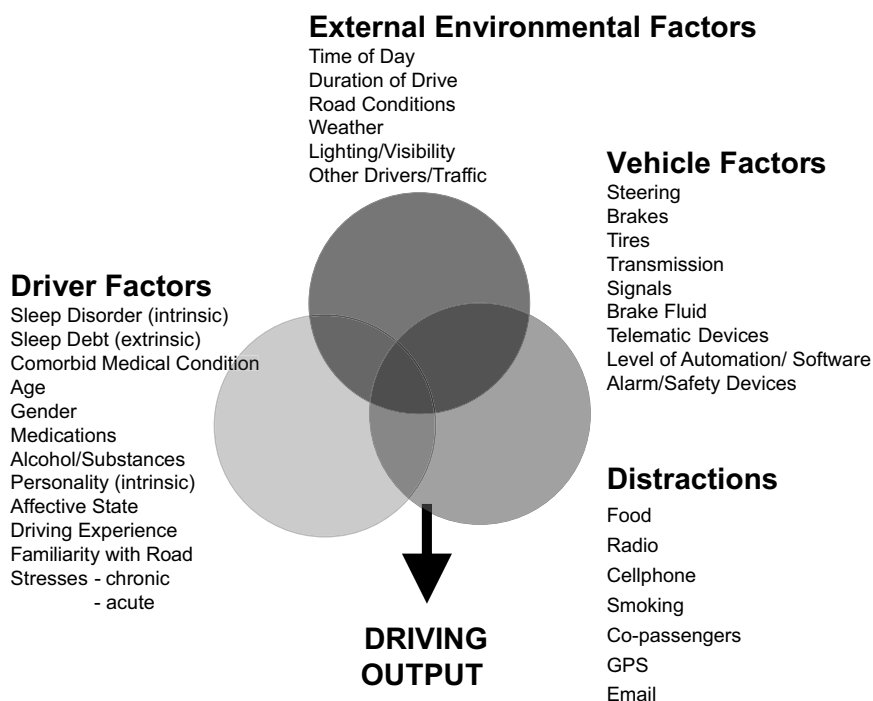 External Environmental Factors
Time of Day
Duration of Drive
Road Conditions
Weather
Lighting/Visibility
Other Drivers/Traffic
Vehicle Factors
Steering
Brakes
Tires
Transmission
Signals
Brake Fluid
Telematic Devices
Level of Automation/ Software
Alarm/Safety Devices
Driver Factors
Sleep Disorder (intrinsic)
Sleep Debt (extrinsic)
Comorbid Medical Condition
Age
Gender
Medications
Alcohol/Substances
Personality (intrinsic)
Affective State
Driving Experience
Familiarity with Road
Stresses - chronic
- acute
Distractions
Food
Radio
Cellphone
Smoking
Co-passengers
GPS
Email
DRIVING
OUTPUT